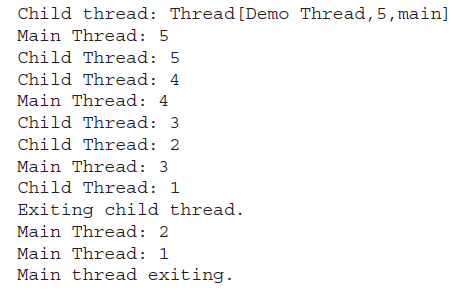 Child thread: Thread[Demo Thread,5,main]
Main Thread: 5
Child Thread: 5
Child Thread: 4
Main Thread: 4
Child Thread: 3
Child Thread: 2
Main Thread: 3
Child Thread: 1
Exiting child thread.
Main Thread: 2
Main Thread: 1
Main thread exiting.